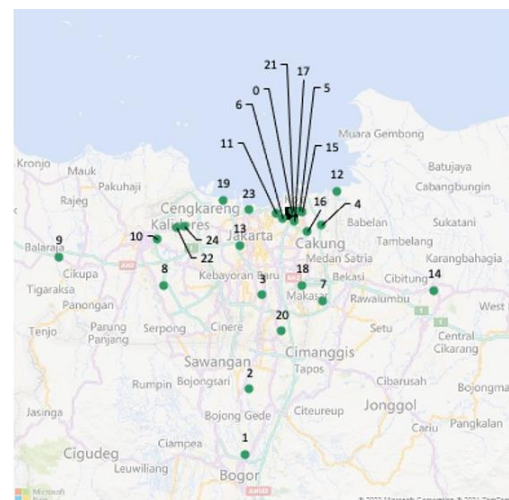 21
17
0
5
6
Muara Gembong
11
15
Kronjo
Mauk
12
Batujaya
Pakuhaji
Cabangbungin
Rajeg
19
23
16
4
Cengkareng
Kalideres
Babelan
Sukatani
10
24
13
Jakarta
Cakung
Tambelang
9
Balaraja
22
Medan Satria
Karangbahagia
Cikupa
8
Kebayoran Baru
18
Bekasi
Cibitung
14
Tigaraksa
3
Makasar
7
Rawalumbu
Panongan
West
20
Tenjo
Parung
Panjang
Serpong
Cinere
Setu
Central
Cikarang
Cimanggis
Sawangan
Tapos
2
Rumpin
Bojongsari
Cibarusah
Bojongma
Jonggol
Jasinga
Bojong Gede
Citeureup
Cariu
Pangkalan
1
Ciampea
Cigudeg
Leuwiliang
Bogor
Microsoft